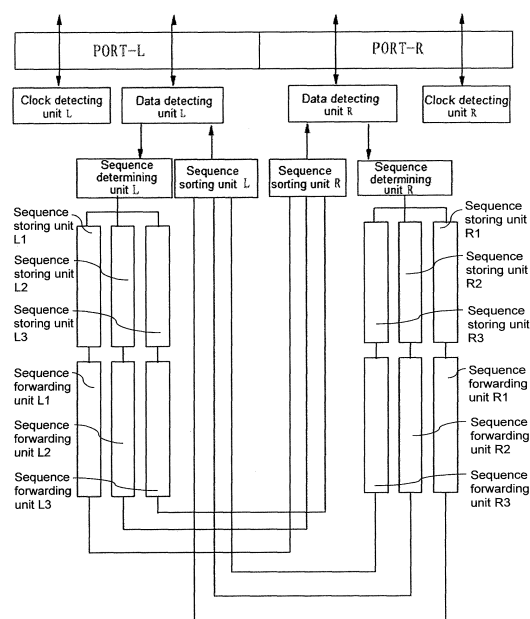 PORT-L
PORT-R
Clock detecting
unit L
Data detecting
unit L
Data detecting
unit R
Clock detecting
unit R
Sequence
determining
unit L
Sequence
sorting unit L
Sequence
sorting unit R
Sequence
determining
unit R
Sequence
storing unit
L1
Sequence
storing unit
L2
Sequence
storing unit
L3
Sequence
forwarding
unit L1
Sequence
forwarding
unit L2
Sequence
forwarding
unit L3
Sequence
storing unit
R1
Sequence
storing unit
R2
Sequence
storing unit
R3
Sequence
forwarding
unit R1
Sequence
forwarding
unit R2
Sequence
forwarding
unit R3